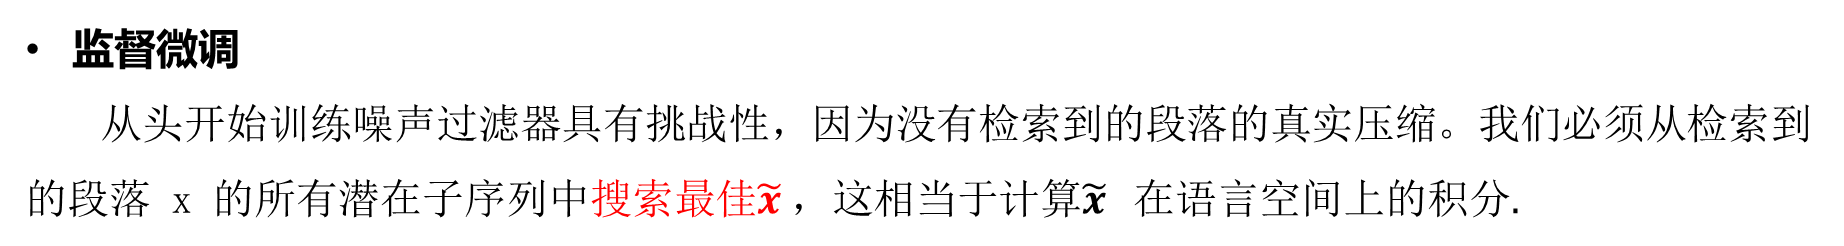 • 监督微调
从头开始训练噪声过滤器具有挑战性，因为没有检索到的段落的真实压缩。我们必须从检索到
的段落 x 的所有潜在子序列中搜索最佳x̃，这相当于计算x̃ 在语言空间上的积分.